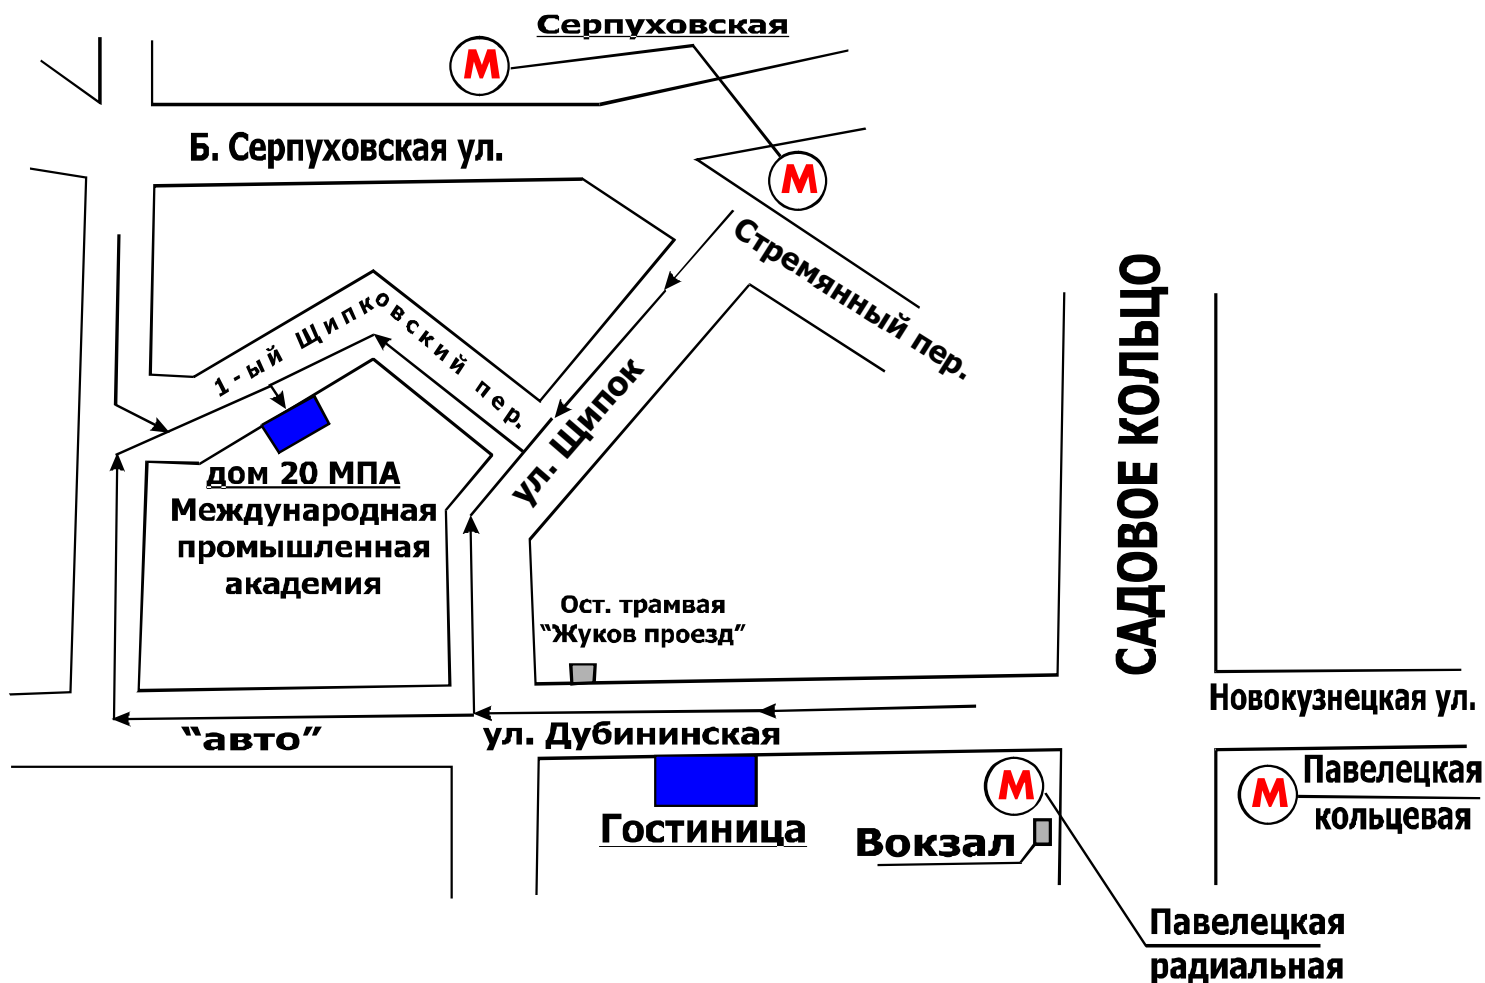 Серпуховская
М
М
Б. Серпуховская ул.
Стремянный пер.
1-ый Щипковский пер.
ул. Щипок
САДОВОЕ КОЛЬЦО
дом 20 МПА
Международная
промышленная
академия
Ост. трамвая
“Жуков проезд”
Новокузнецкая ул.
“авто”
ул. Дубининская
М
М
Павелецкая
кольцевая
Гостиница
Вокзал
Павелецкая
радиальная